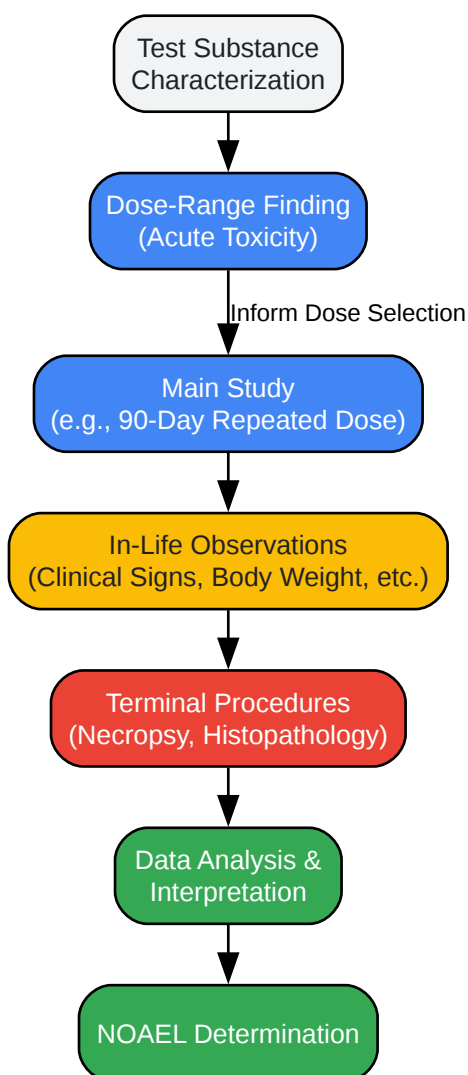 Test Substance
Characterization
Dose-Range Finding
(Acute Toxicity)
Inform Dose Selection
Main Study
(e.g., 90-Day Repeated Dose)
In-Life Observations
(Clinical Signs, Body Weight, etc.)
Terminal Procedures
(Necropsy, Histopathology)
Data Analysis &
Interpretation
NOAEL Determination